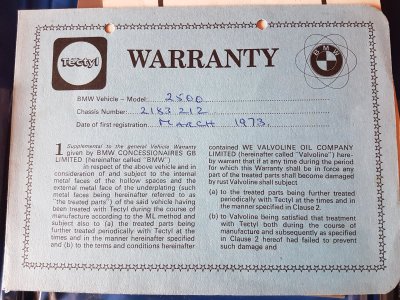 Tectyl
WARRANTY
BMW
BMW Vehicle – Model: 2500
Chassis Number: 2183212
Date of first registration: MARCH 1973.
1 Supplemental to the general Vehicle Warranty
given by BMW CONCESSIONAIRES GB
LIMITED (hereinafter called "BMW")
in respect of the above vehicle and in
consideration of and subject to the internal
metal faces of the hollow spaces and the
external metal face of the underplating (such
metal faces being hereinafter referred to as
"the treated parts") of the said vehicle having
been treated with Tectyl during the course of
manufacture according to the ML method and
subject also to (a) the treated parts being
further treated periodically with Tectyl at the
times and in the manner hereinafter specified
and (b) to the terms and conditions hereinafter
contained WE VALVOLINE OIL COMPANY
LIMITED (hereinafter called "Valvoline") here-
by warrant that if at any time during the period
for which this Warranty shall be in force any
part of the treated parts shall become damaged
by rust Valvoline shall subject
(a) to the treated parts being further treated
periodically with Tectyl at the times and in
the manner specified in Clause 2.
(b) to Valvoline being satisfied that treatment
with Tectyl both during the course of
manufacture and subsequently as specified
in Clause 2 hereof had failed to prevent
such damage and